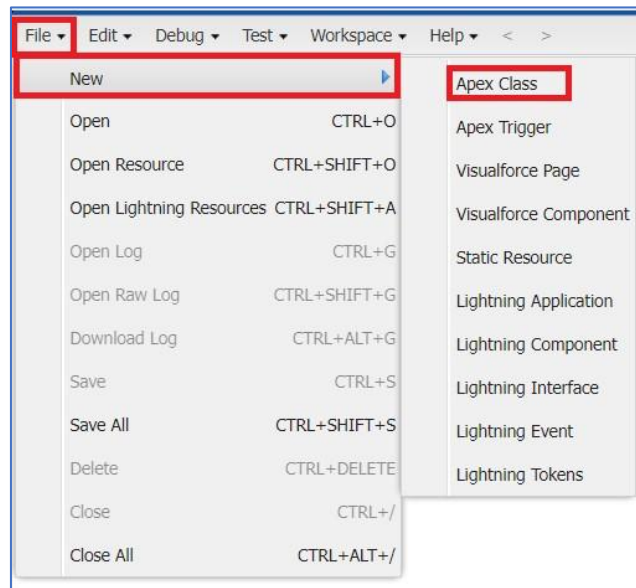 File Edit Debug Test Workspace Help < >
New
Open CTRL+O
Open Resource CTRL+SHIFT+O
Open Lightning Resources CTRL+SHIFT+A
Open Log CTRL+G
Open Raw Log CTRL+SHIFT+G
Download Log CTRL+ALT+G
Save CTRL+S
Save All CTRL+SHIFT+S
Delete CTRL+DELETE
Close CTRL+/
Close All CTRL+ALT+/
Apex Class
Apex Trigger
Visualforce Page
Visualforce Component
Static Resource
Lightning Application
Lightning Component
Lightning Interface
Lightning Event
Lightning Tokens